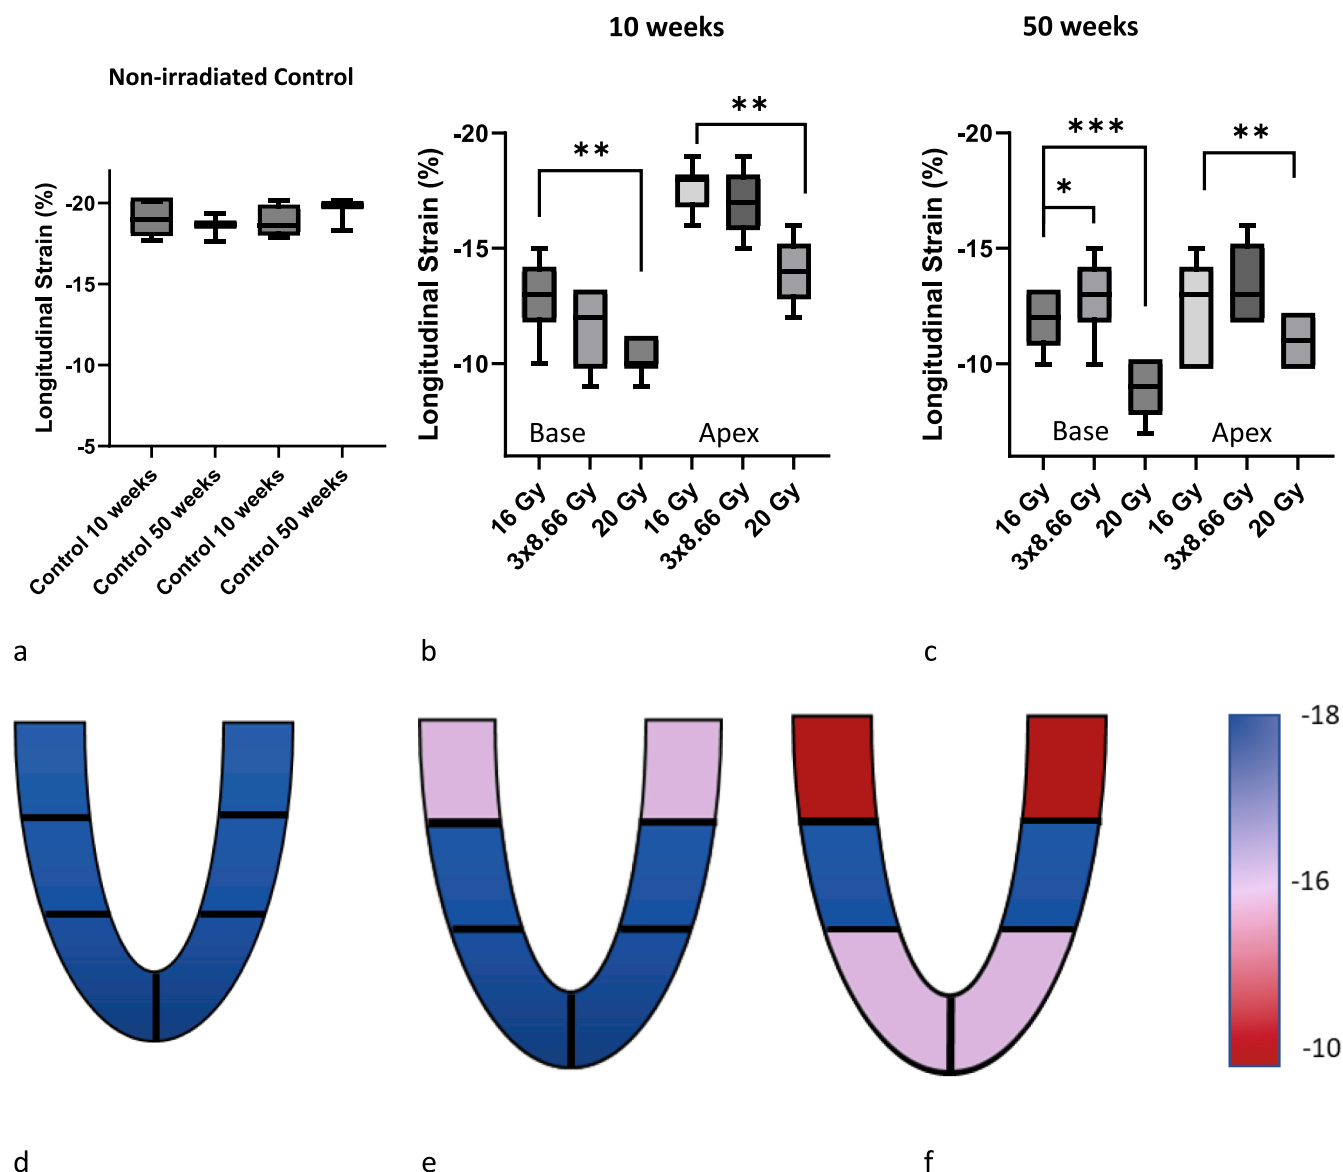 10 weeks
50 weeks
Non-irradiated Control
Longitudinal Strain (%)
-20
-15
-10
-5
Control 10 weeks
Control 50 weeks
Control 10 weeks
Control 50 weeks
a
Longitudinal Strain (%)
-20
-15
-10
**
**
Base
Apex
16 Gy
3x8.66 Gy
20 Gy
16 Gy
3x8.66 Gy
20 Gy
b
Longitudinal Strain (%)
-20
-15
-10
***
*
**
Base
Apex
16 Gy
3x8.66 Gy
20 Gy
16 Gy
3x8.66 Gy
20 Gy
c
-18
-16
-10
d
e
f